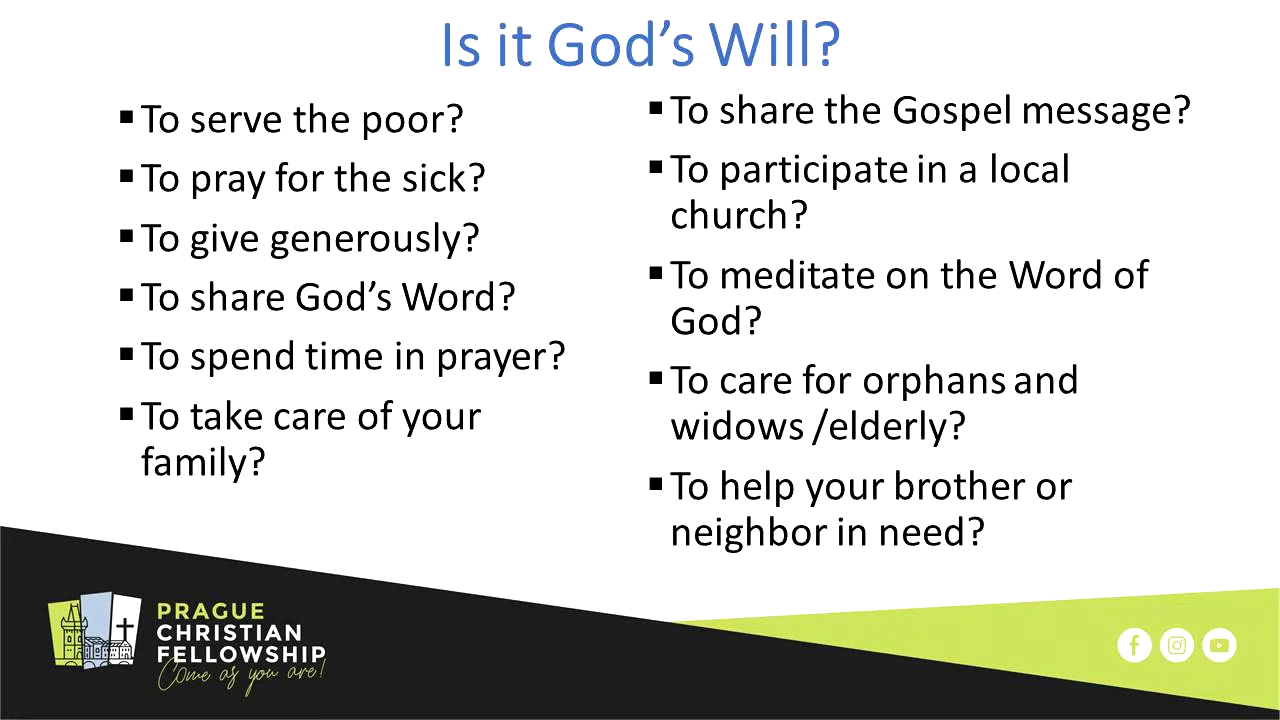 Is it God's Will?
▪To serve the poor?
▪To pray for the sick?
▪To give generously?
▪To share God's Word?
▪To spend time in prayer?
▪To take care of your
family?
▪To share the Gospel message?
▪To participate in a local
church?
▪To meditate on the Word of
God?
▪To care for orphans and
widows /elderly?
▪To help your brother or
neighbor in need?
PRAGUE
CHRISTIAN
FELLOWSHIP
Come as you are!